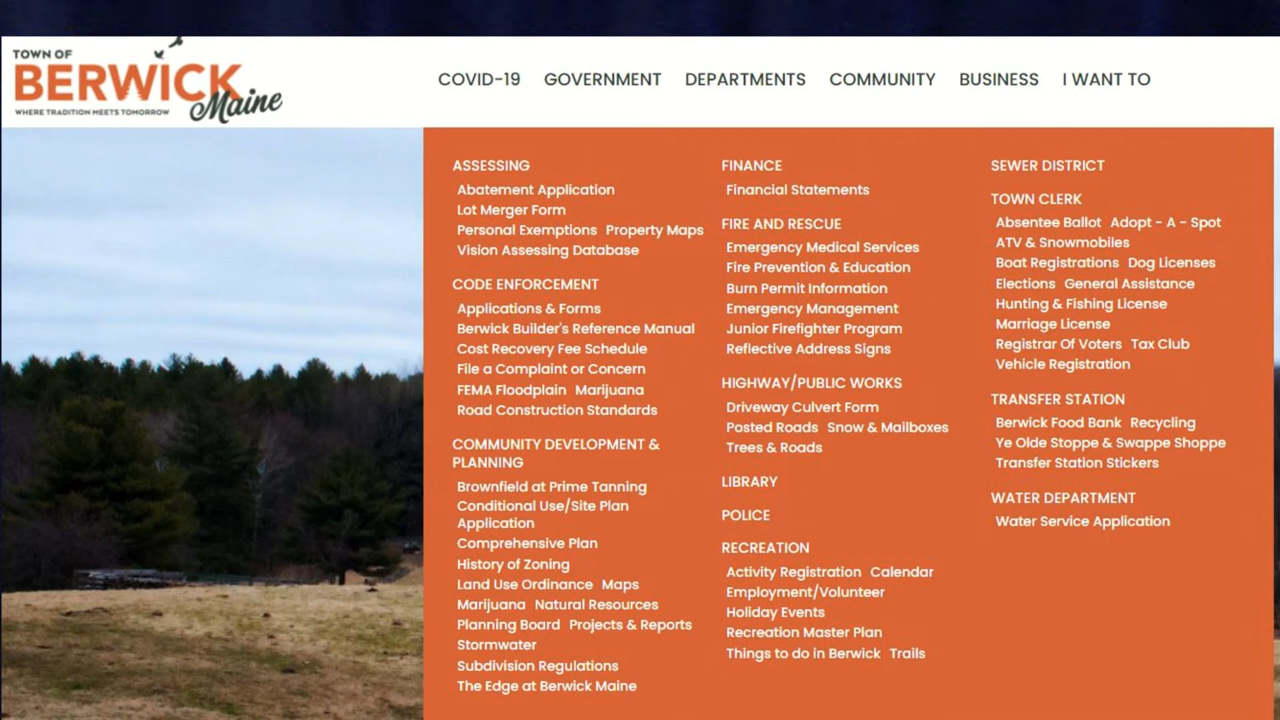 TOWN OF
BERWICK
Maine
WHERE TRADITION MEETS TOMORROW
COVID-19 GOVERNMENT DEPARTMENTS COMMUNITY BUSINESS I WANT TO
ASSESSING
Abatement Application
Lot Merger Form
Personal Exemptions Property Maps
Vision Assessing Database
CODE ENFORCEMENT
Applications & Forms
Berwick Builder's Reference Manual
Cost Recovery Fee Schedule
File a Complaint or Concern
FEMA Floodplain Marijuana
Road Construction Standards
COMMUNITY DEVELOPMENT &
PLANNING
Brownfield at Prime Tanning
Conditional Use/Site Plan
Application
Comprehensive Plan
History of Zoning
Land Use Ordinance Maps
Marijuana Natural Resources
Planning Board Projects & Reports
Stormwater
Subdivision Regulations
The Edge at Berwick Maine
FINANCE
Financial Statements
FIRE AND RESCUE
Emergency Medical Services
Fire Prevention & Education
Burn Permit Information
Emergency Management
Junior Firefighter Program
Reflective Address Signs
HIGHWAY/PUBLIC WORKS
Driveway Culvert Form
Posted Roads Snow & Mailboxes
Trees & Roads
LIBRARY
POLICE
RECREATION
Activity Registration Calendar
Employment/Volunteer
Holiday Events
Recreation Master Plan
Things to do in Berwick Trails
SEWER DISTRICT
TOWN CLERK
Absentee Ballot Adopt - A - Spot
ATV & Snowmobiles
Boat Registrations Dog Licenses
Elections General Assistance
Hunting & Fishing License
Marriage License
Registrar Of Voters Tax Club
Vehicle Registration
TRANSFER STATION
Berwick Food Bank Recycling
Ye Olde Stoppe & Swappe Shoppe
Transfer Station Stickers
WATER DEPARTMENT
Water Service Application